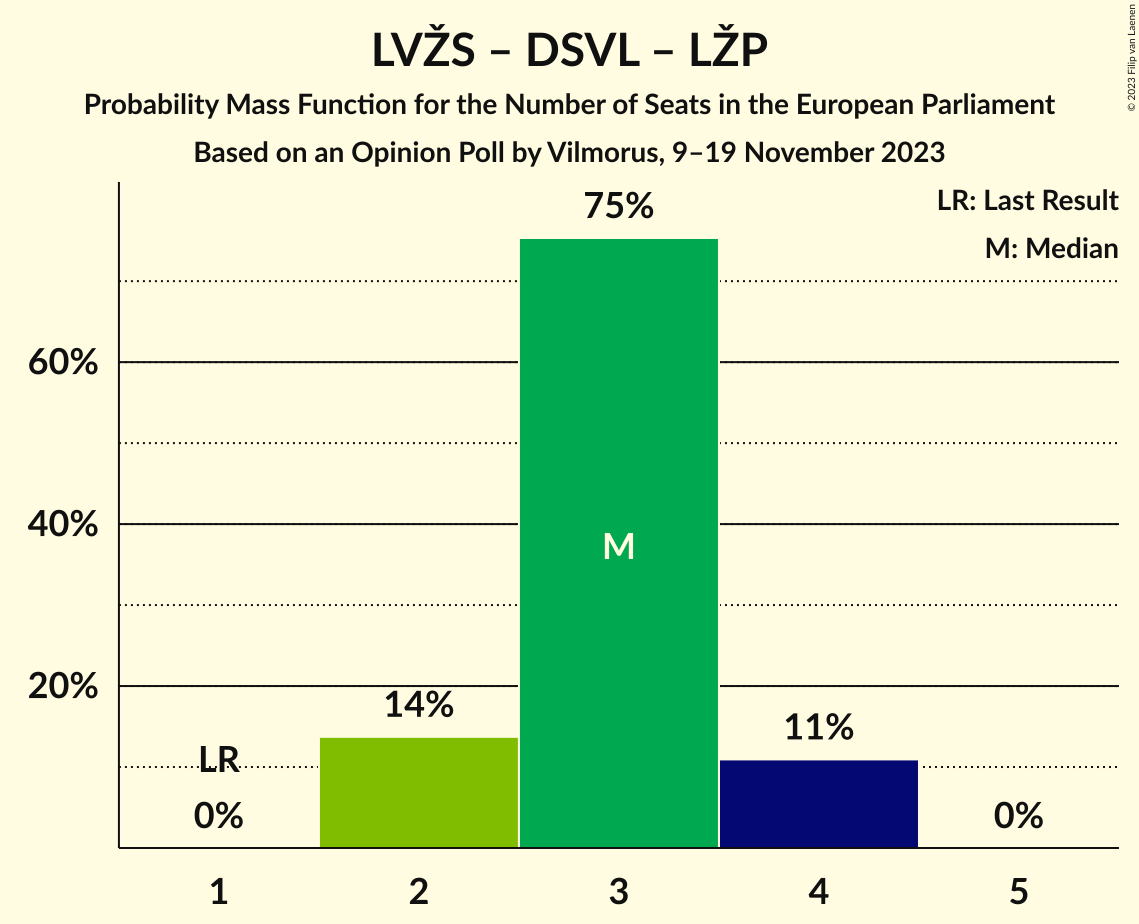 LVŽS – DSVL – LŽP
Probability Mass Function for the Number of Seats in the European Parliament
Based on an Opinion Poll by Vilmorus, 9–19 November 2023
© 2023 Filip van Laenen
LR: Last Result
M: Median
75%
60%
40%
M
20%
14%
11%
LR
0%
0%
1
2
3
4
5